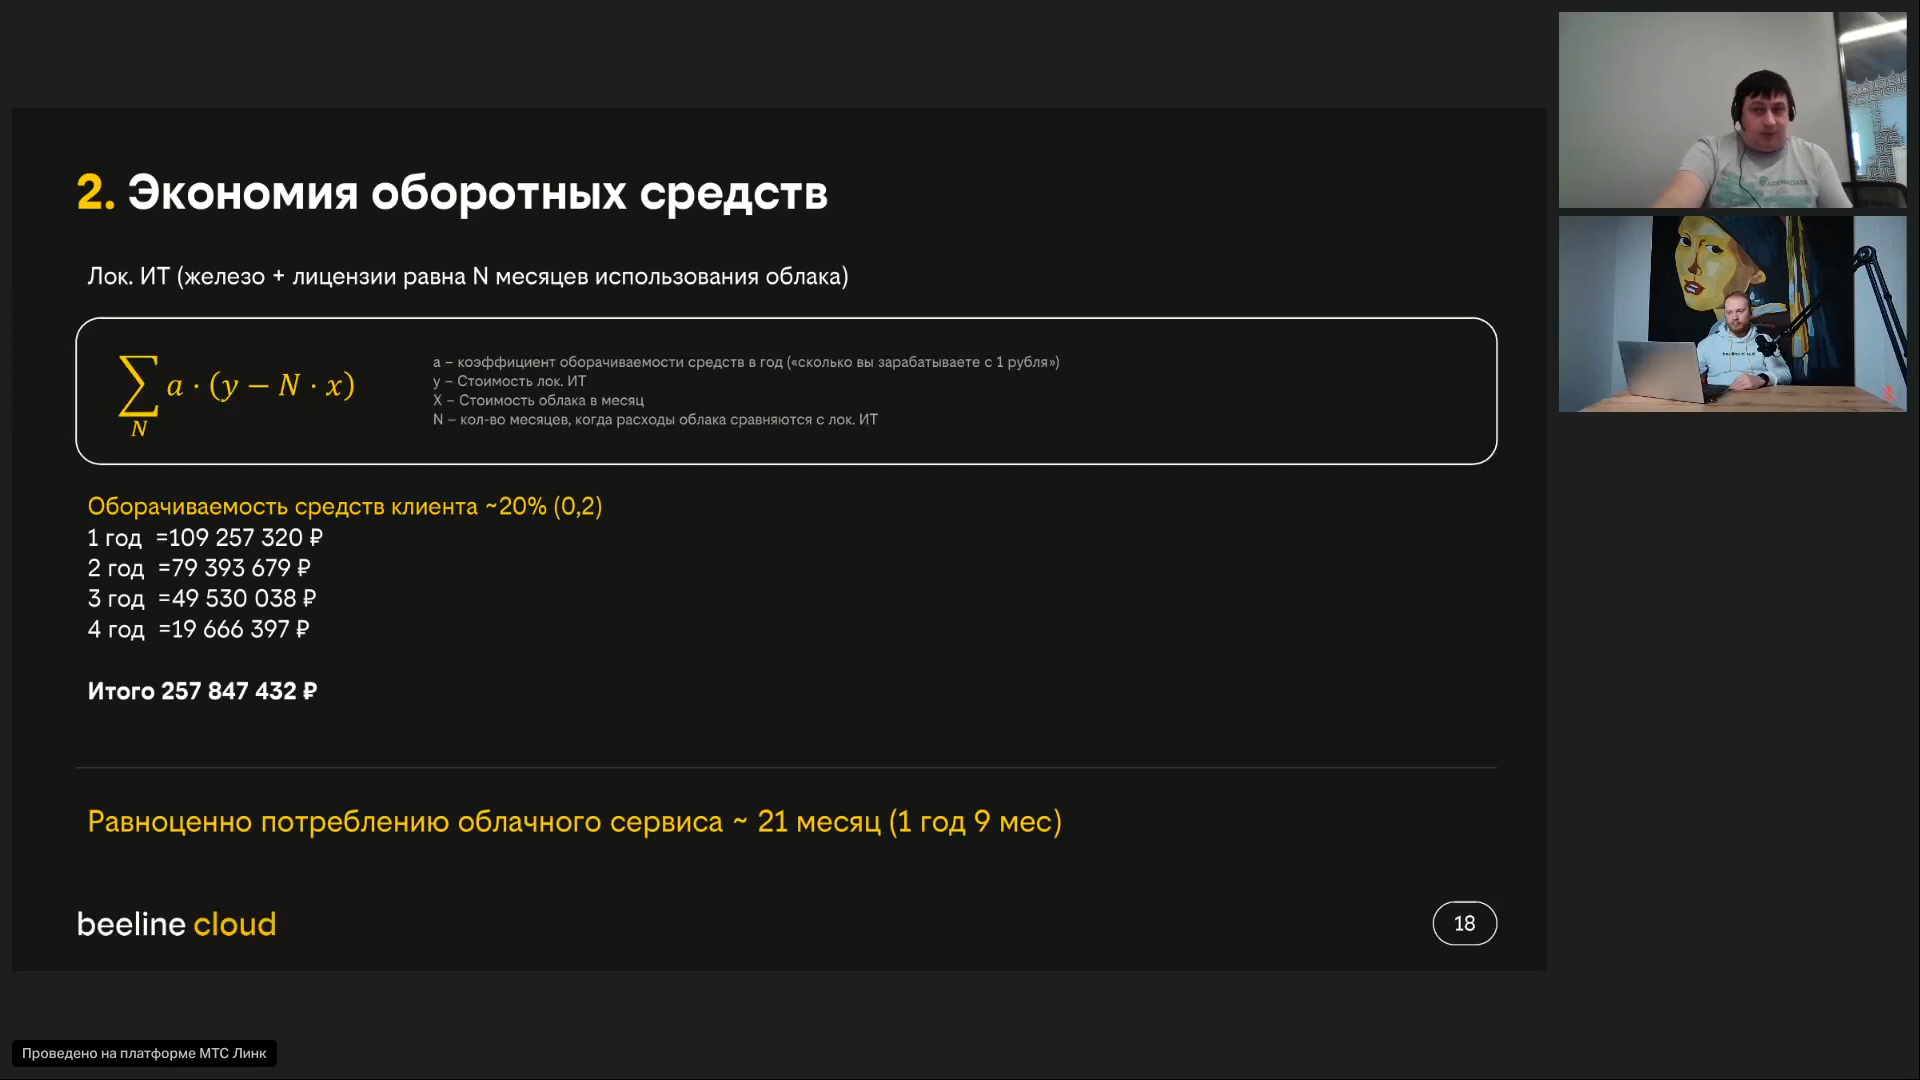 2. Экономия оборотных средств
Лок. ИТ (железо + лицензии равна N месяцев использования облака)
∑ a · (y − N · x)
N
a – коэффициент оборачиваемости средств в год («сколько вы зарабатываете с 1 рубля»)
y – Стоимость лок. ИТ
X – Стоимость облака в месяц
N – кол-во месяцев, когда расходы облака сравняются с лок. ИТ
Оборачиваемость средств клиента ~20% (0,2)
1 год =109 257 320 ₽
2 год =79 393 679 ₽
3 год =49 530 038 ₽
4 год =19 666 397 ₽
Итого 257 847 432 ₽
Равноценно потреблению облачного сервиса ~ 21 месяц (1 год 9 мес)
beeline cloud
18
Проведено на платформе МТС Линк
beeline cloud